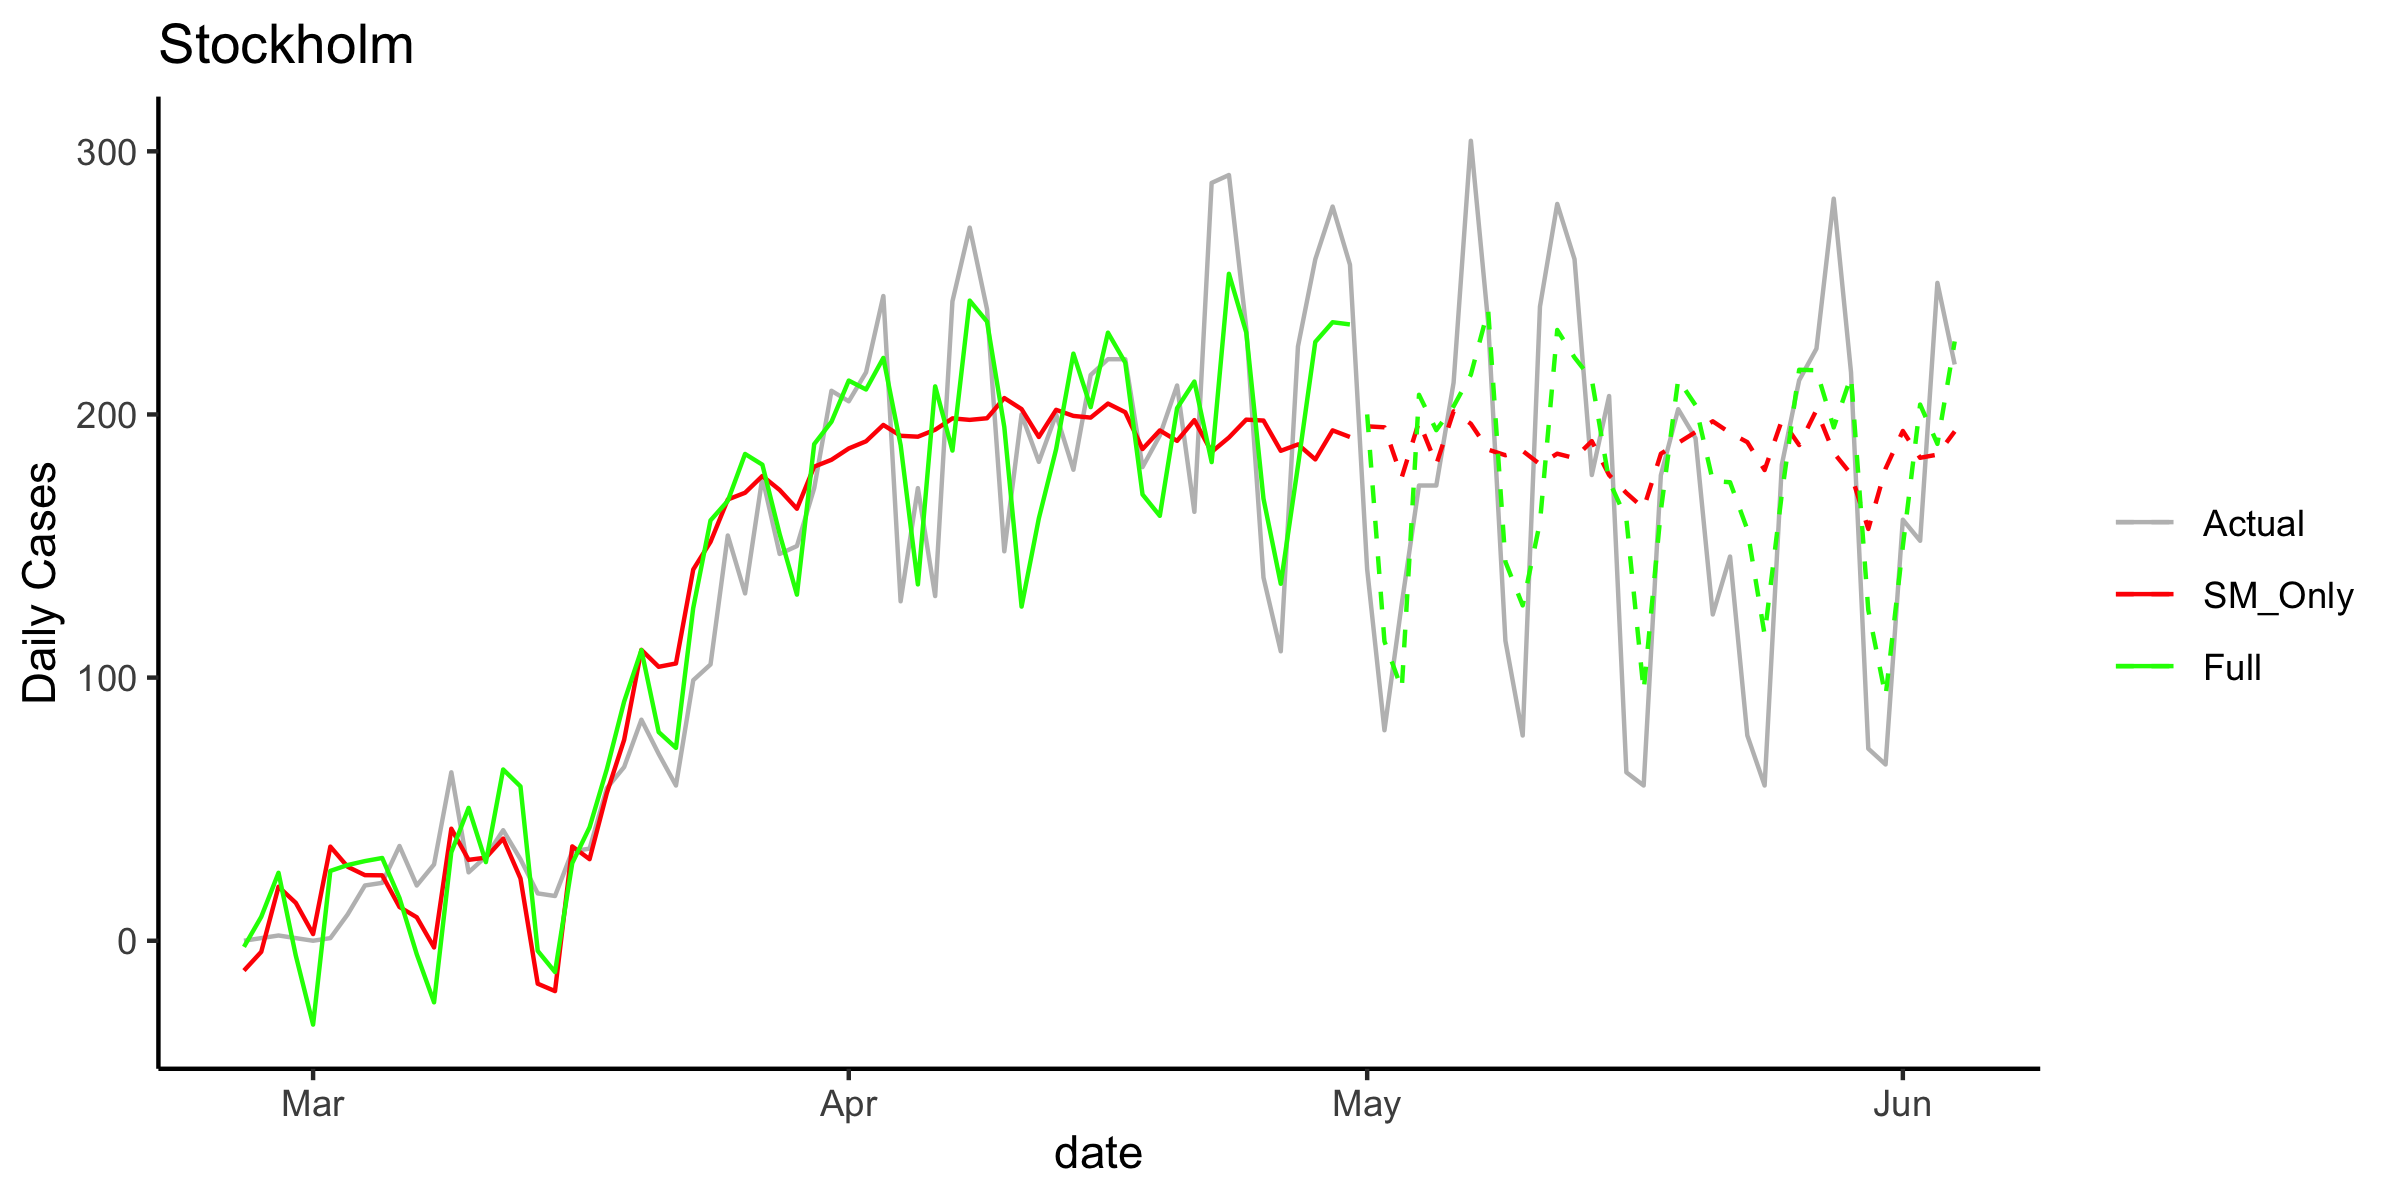 Stockholm
Daily Cases
300
200
100
0
Mar
Apr
May
Jun
date
Actual
SM_Only
Full